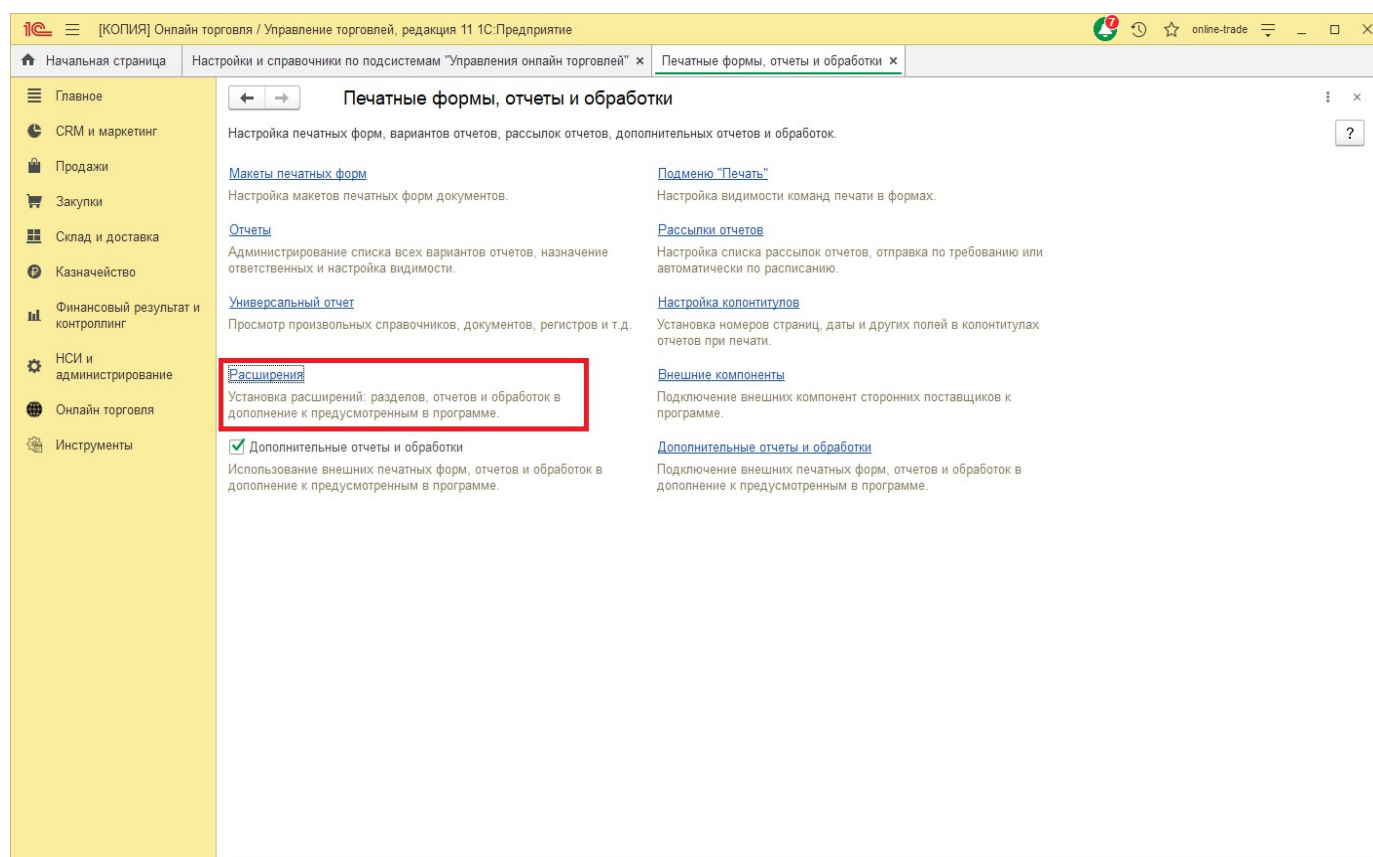 1С [КОПИЯ] Онлайн торговля / Управление торговлей, редакция 11 1С:Предприятие 7 online-trade
Начальная страница Настройки и справочники по подсистемам "Управления онлайн торговлей" × Печатные формы, отчеты и обработки ×
Главное
CRM и маркетинг
Продажи
Закупки
Склад и доставка
Казначейство
Финансовый результат и
контроллинг
НСИ и
администрирование
Онлайн торговля
Инструменты
Печатные формы, отчеты и обработки
Настройка печатных форм, вариантов отчетов, рассылок отчетов, дополнительных отчетов и обработок.
?
Макеты печатных форм
Настройка макетов печатных форм документов.
Подменю "Печать"
Настройка видимости команд печати в формах.
Отчеты
Администрирование списка всех вариантов отчетов, назначение
ответственных и настройка видимости.
Рассылки отчетов
Настройка списка рассылок отчетов, отправка по требованию или
автоматически по расписанию.
Универсальный отчет
Просмотр произвольных справочников, документов, регистров и т.д.
Настройка колонтитулов
Установка номеров страниц, даты и других полей в колонтитулах
отчетов при печати.
Расширения
Установка расширений: разделов, отчетов и обработок в
дополнение к предусмотренным в программе.
Внешние компоненты
Подключение внешних компонент сторонних поставщиков к
программе.
Дополнительные отчеты и обработки
Использование внешних печатных форм, отчетов и обработок в
дополнение к предусмотренным в программе.
Дополнительные отчеты и обработки
Подключение внешних печатных форм, отчетов и обработок в
дополнение к предусмотренным в программе.